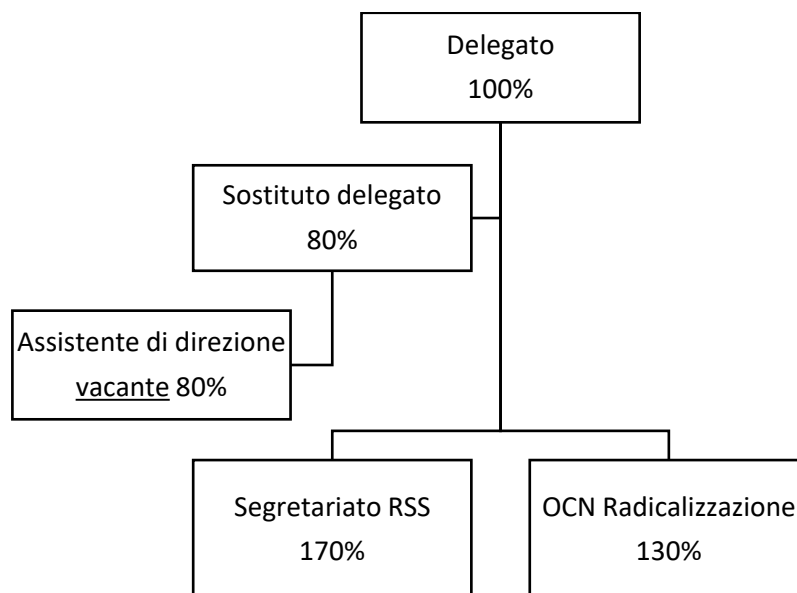 Delegato
100%
Sostituto delegato
80%
Assistente di direzione
vacante 80%
Segretariato RSS
170%
OCN Radicalizzazione
130%